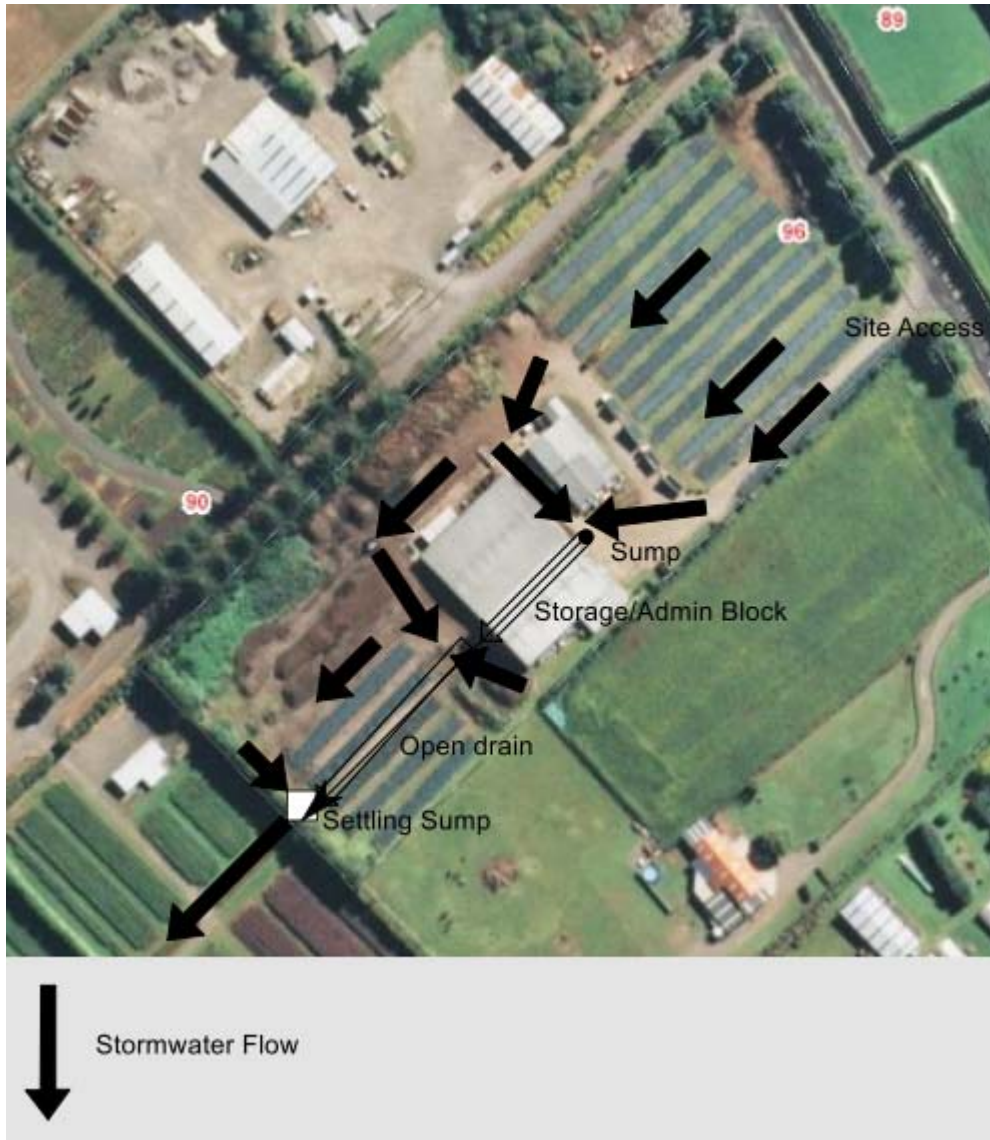 89
96
Site Access
90
Sump
Storage/Admin Block
Open drain
Settling Sump
Stormwater Flow